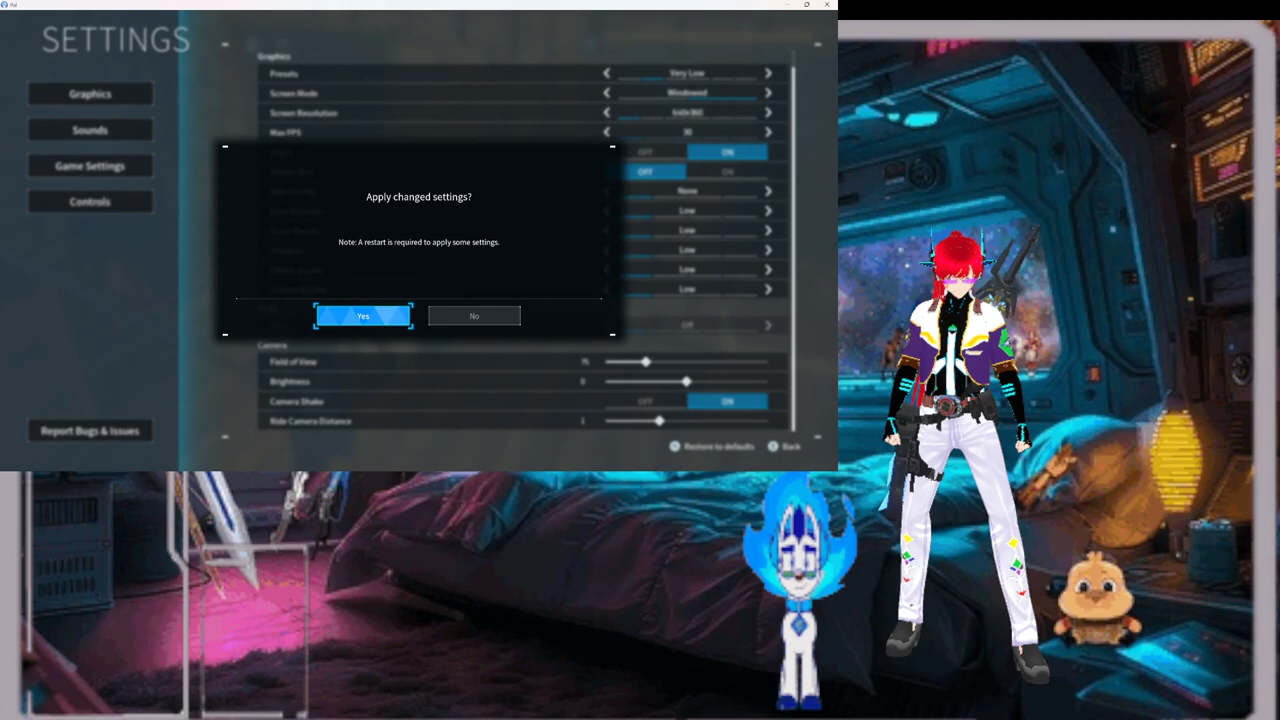 Pal
SETTINGS
Graphics
Sounds
Game Settings
Controls
Report Bugs & Issues
Graphics
Presets Very Low
Screen Mode Windowed
Screen Resolution 640x360
Max FPS 30
OFF ON
OFF ON
None
Low
Low
Low
Low
Low
Apply changed settings?
Note: A restart is required to apply some settings.
Yes No
Off
Camera
Field of View 75
Brightness 0
Camera Shake OFF ON
Ride Camera Distance 1
Restore to defaults Back